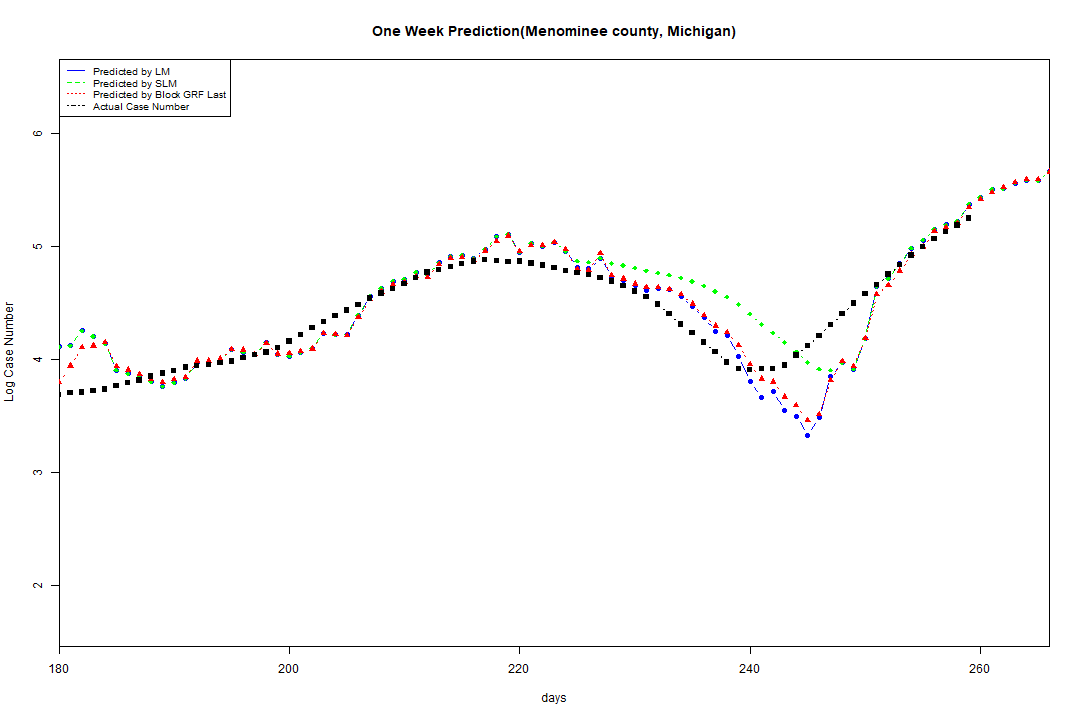 One Week Prediction(Menominee county, Michigan)
Predicted by LM
Predicted by SLM
Predicted by Block GRF Last
Actual Case Number
Log Case Number
6
5
4
3
2
180 200 220 240 260
days